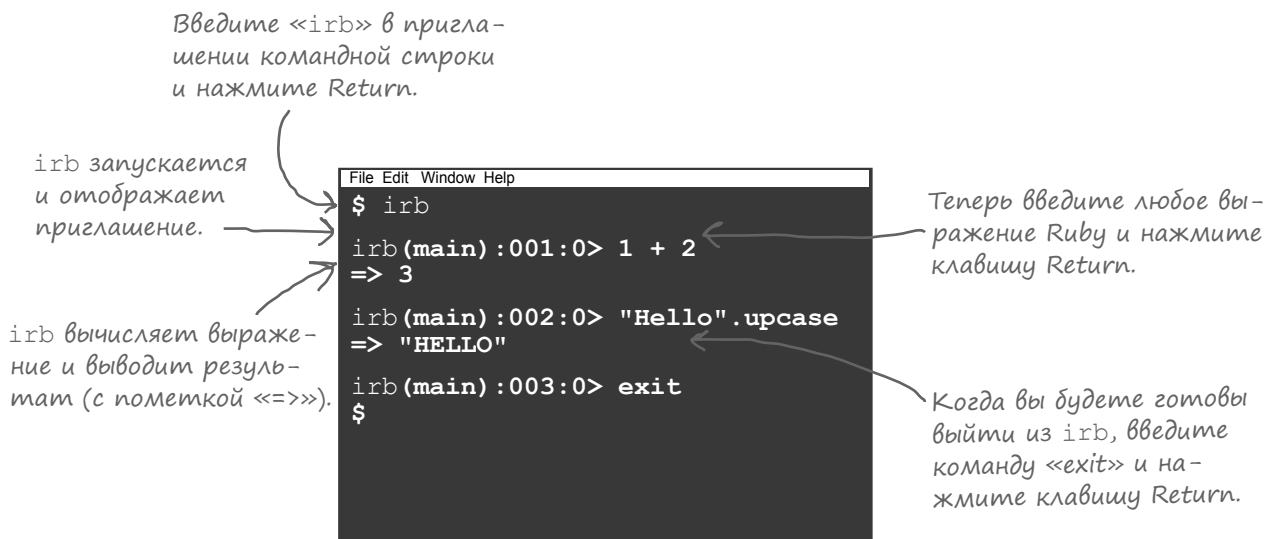 Введите «irb» в пригла-
шении командной строки
и нажмите Return.
irb запускается
и отображает
приглашение.
File Edit Window Help
$ irb
irb(main):001:0> 1 + 2
=> 3
irb(main):002:0> "Hello".upcase
=> "HELLO"
irb(main):003:0> exit
$
Теперь введите любое вы-
ражение Ruby и нажмите
клавишу Return.
irb вычисляет выраже-
ние и выводит резуль-
тат (с пометкой «=>»).
Когда вы будете готовы
выйти из irb, введите
команду «exit» и на-
жмите клавишу Return.